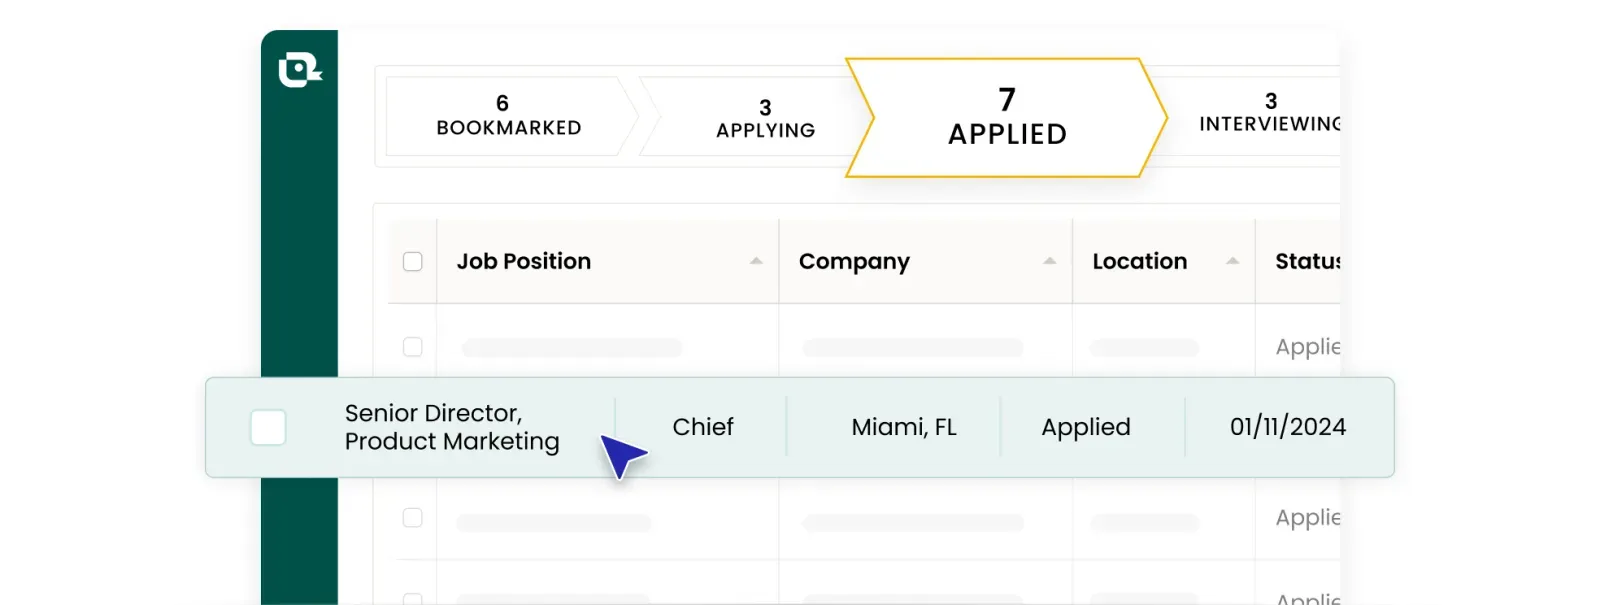 6
BOOKMARKED
3
APPLYING
7
APPLIED
3
INTERVIEWING
Job Position
Company
Location
Status
Applie
Senior Director,
Product Marketing
Chief
Miami, FL
Applied
01/11/2024
Applie
Applie